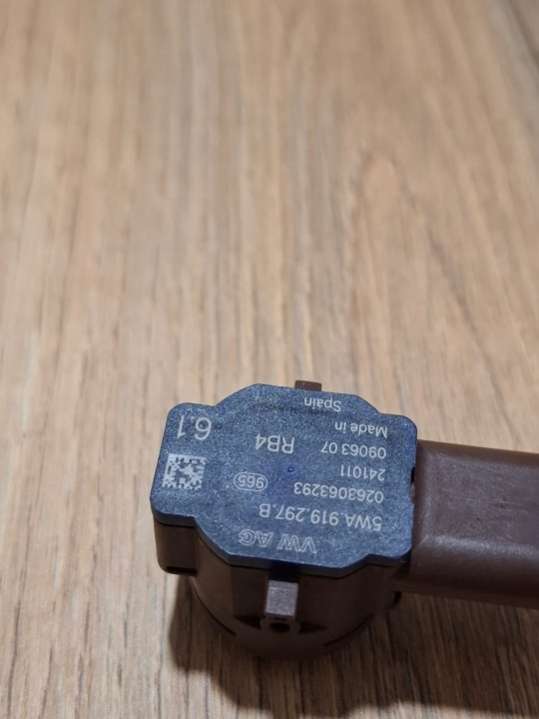 VW AG
5WA.919.297.B
0263063293
965
241011
09063 07
RB4
Made in
Spain
6.1